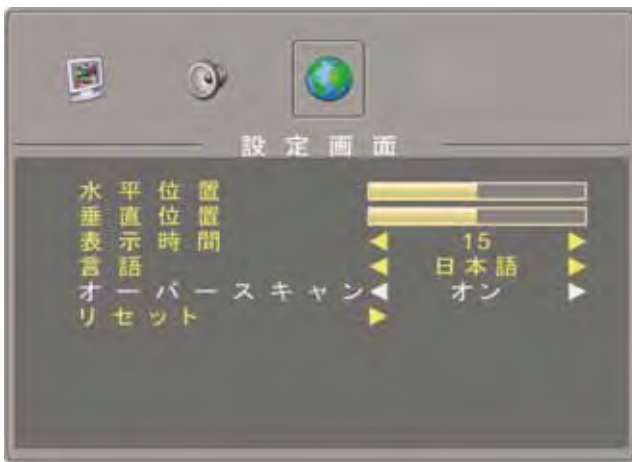 設定画面
水平位置
垂直位置
表示時間 15
言語 日本語
オーバースキャン オン
リセット